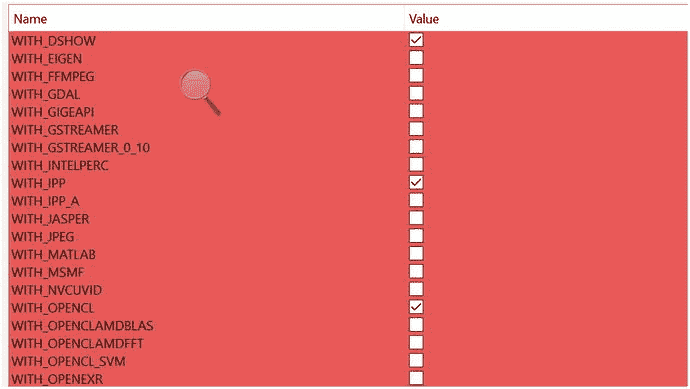 Name Value
WITH_DSHOW
WITH_EIGEN
WITH_FFMPEG
WITH_GDAL
WITH_GIGEAPI
WITH_GSTREAMER
WITH_GSTREAMER_0_10
WITH_INTELPERC
WITH_IPP
WITH_IPP_A
WITH_JASPER
WITH_JPEG
WITH_MATLAB
WITH_MSMF
WITH_NVCUVID
WITH_OPENCL
WITH_OPENCLAMDBLAS
WITH_OPENCLAMDFFT
WITH_OPENCL_SVM
WITH_OPENEXR